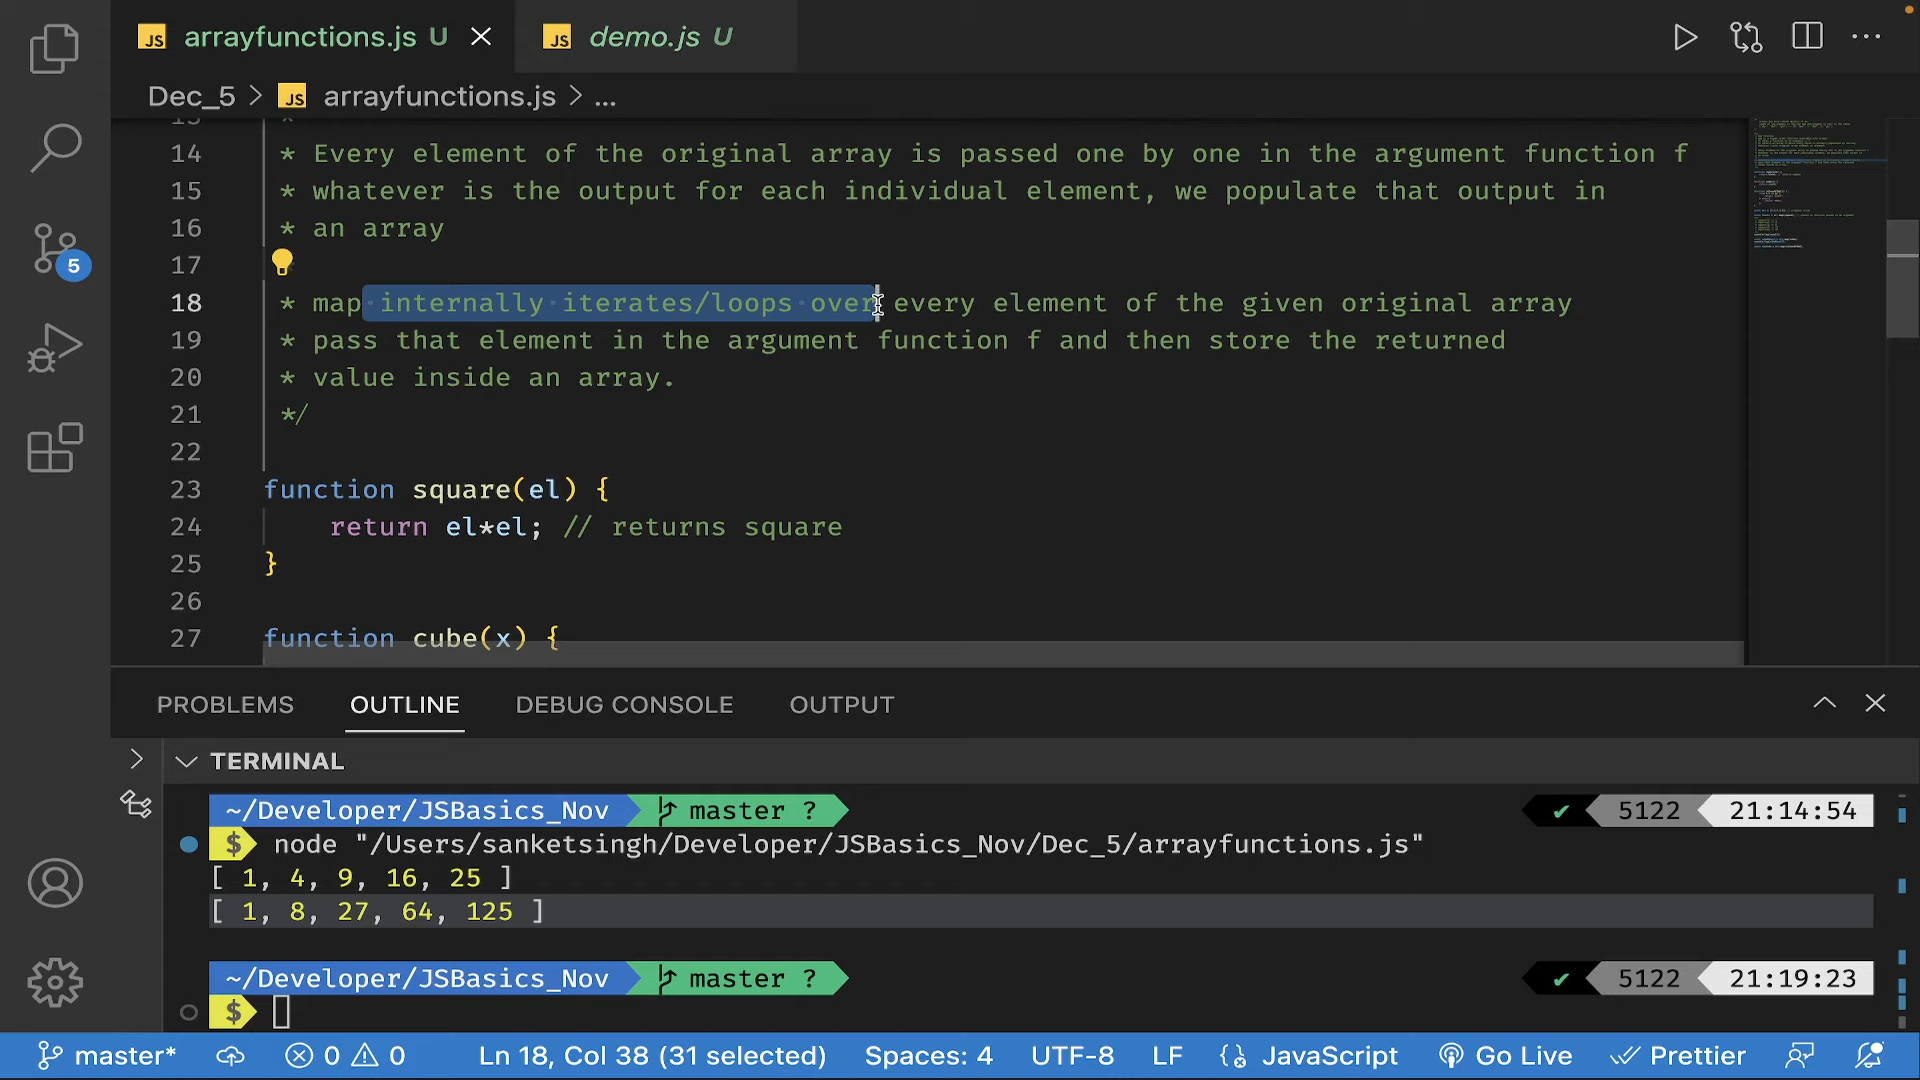 JS arrayfunctions.js U
JS demo.js U
Dec_5 > JS arrayfunctions.js > ...
13 *
14 * Every element of the original array is passed one by one in the argument function f
15 * whatever is the output for each individual element, we populate that output in
16 * an array
17
18 * map internally iterates/loops over every element of the given original array
19 * pass that element in the argument function f and then store the returned
20 * value inside an array.
21 */
22
23 function square(el) {
24 return el*el; // returns square
25 }
26
27 function cube(x) {
5
PROBLEMS OUTLINE DEBUG CONSOLE OUTPUT
TERMINAL
~/Developer/JSBasics_Nov master ? ✔ 5122 21:14:54
$ node "/Users/sanketsingh/Developer/JSBasics_Nov/Dec_5/arrayfunctions.js"
[ 1, 4, 9, 16, 25 ]
[ 1, 8, 27, 64, 125 ]
~/Developer/JSBasics_Nov master ? ✔ 5122 21:19:23
$
master* 0 0 Ln 18, Col 38 (31 selected) Spaces: 4 UTF-8 LF JavaScript Go Live Prettier